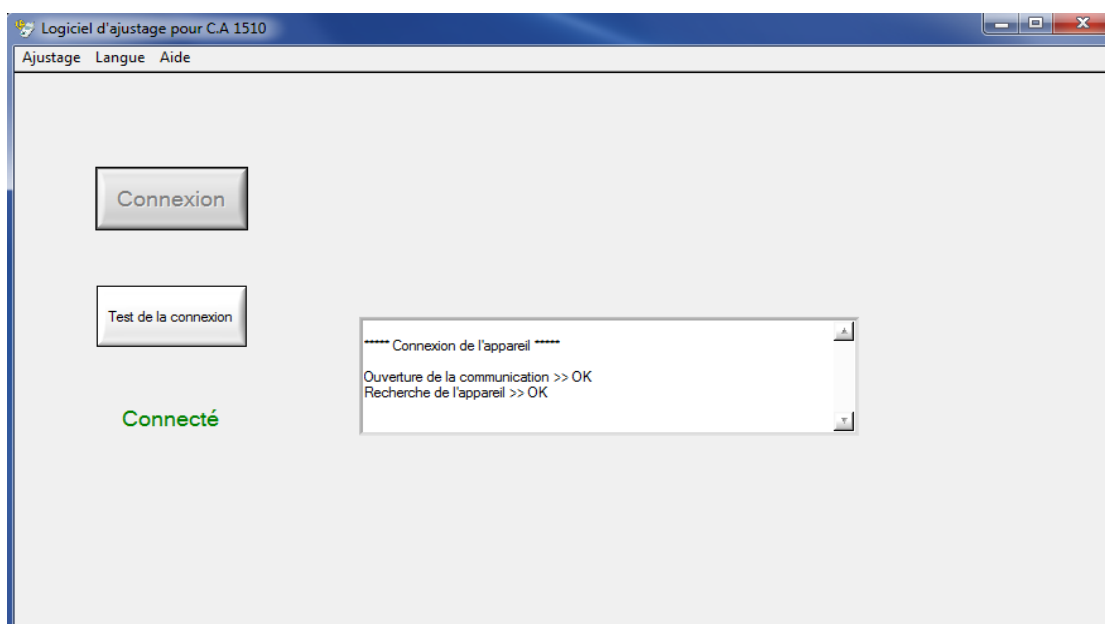 Logiciel d'ajustage pour C.A 1510
Ajustage Langue Aide
Connexion
Test de la connexion
***** Connexion de l'appareil *****
Ouverture de la communication >> OK
Recherche de l'appareil >> OK
Connecté